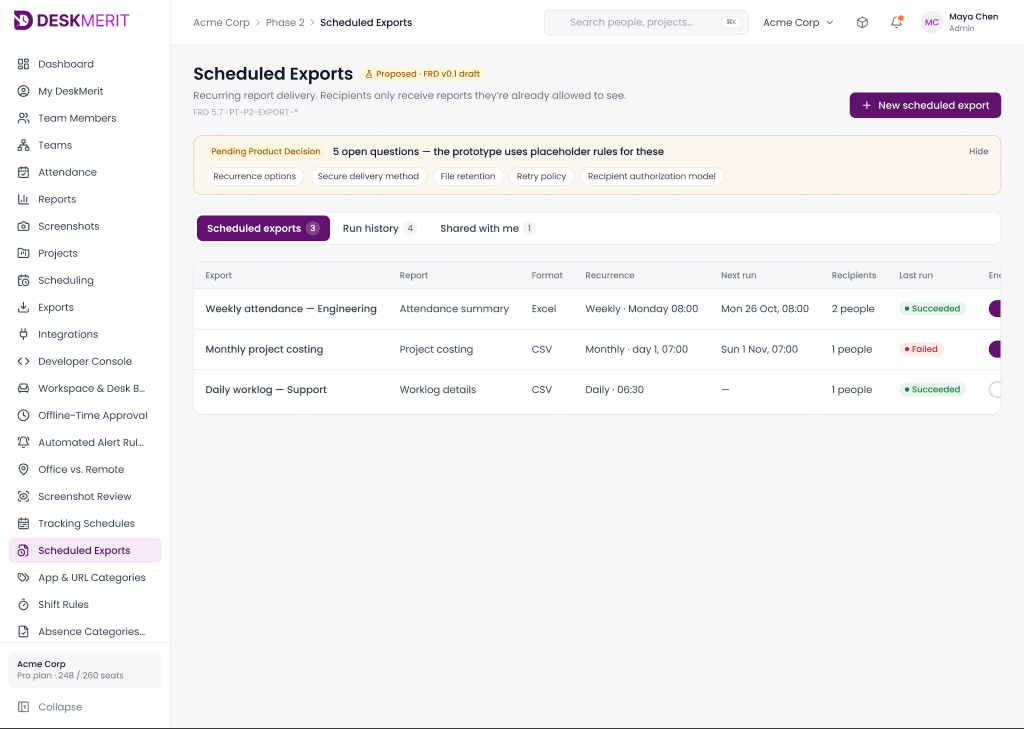 DESKMERIT
Acme Corp > Phase 2 > Scheduled Exports
Search people, projects...
⌘K
Acme Corp
MC
Maya Chen
Admin
Dashboard
My DeskMerit
Team Members
Teams
Attendance
Reports
Screenshots
Projects
Scheduling
Exports
Integrations
Developer Console
Workspace & Desk B...
Offline-Time Approval
Automated Alert Rul...
Office vs. Remote
Screenshot Review
Tracking Schedules
Scheduled Exports
App & URL Categories
Shift Rules
Absence Categories...
Acme Corp
Pro plan · 248 / 260 seats
Collapse
Scheduled Exports
Proposed · FRD v0.1 draft
Recurring report delivery. Recipients only receive reports they're already allowed to see.
FRD 5.7 · PT-P2-EXPORT-*
+ New scheduled export
Pending Product Decision 5 open questions — the prototype uses placeholder rules for these
Hide
Recurrence options Secure delivery method File retention Retry policy Recipient authorization model
Scheduled exports 3 Run history 4 Shared with me 1
Export Report Format Recurrence Next run Recipients Last run
Weekly attendance — Engineering Attendance summary Excel Weekly · Monday 08:00 Mon 26 Oct, 08:00 2 people Succeeded
Monthly project costing Project costing CSV Monthly · day 1, 07:00 Sun 1 Nov, 07:00 1 people Failed
Daily worklog — Support Worklog details CSV Daily · 06:30 — 1 people Succeeded